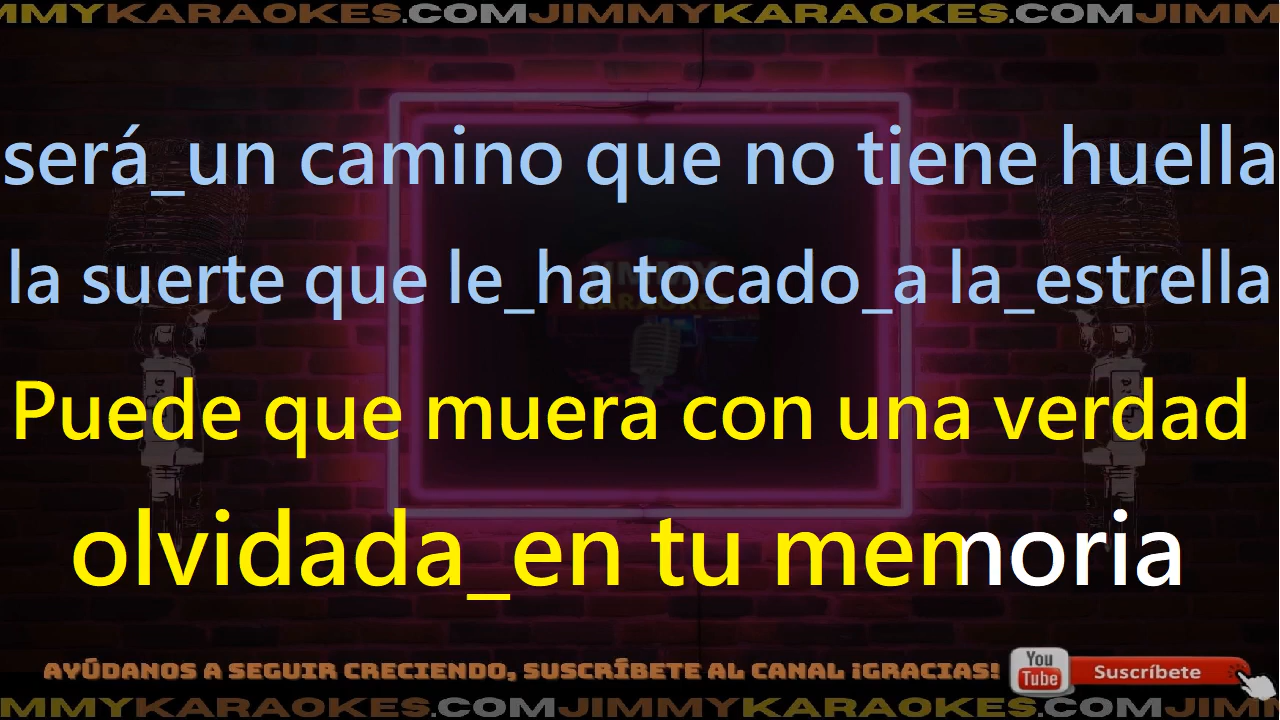 MMYKARAOKES.COMJIMMYKARAOKES.COMJIMM
será_un camino que no tiene huella
la suerte que le_ha tocado_a la_estrella
Puede que muera con una verdad
olvidada_en tu memoria
AYÚDANOS A SEGUIR CRECIENDO, SUSCRÍBETE AL CANAL ¡GRACIAS!
You
Tube
Suscríbete
MMYKARAOKES.COMJIMMYKARAOKES.COMJIMM